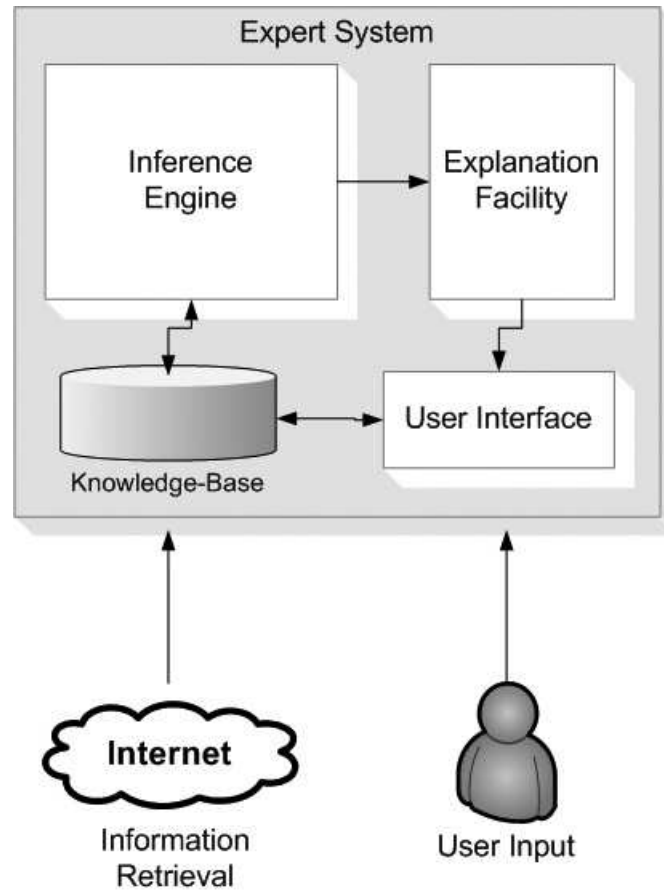 Expert System
Inference
Engine
Explanation
Facility
User Interface
Knowledge-Base
Internet
Information
Retrieval
User Input